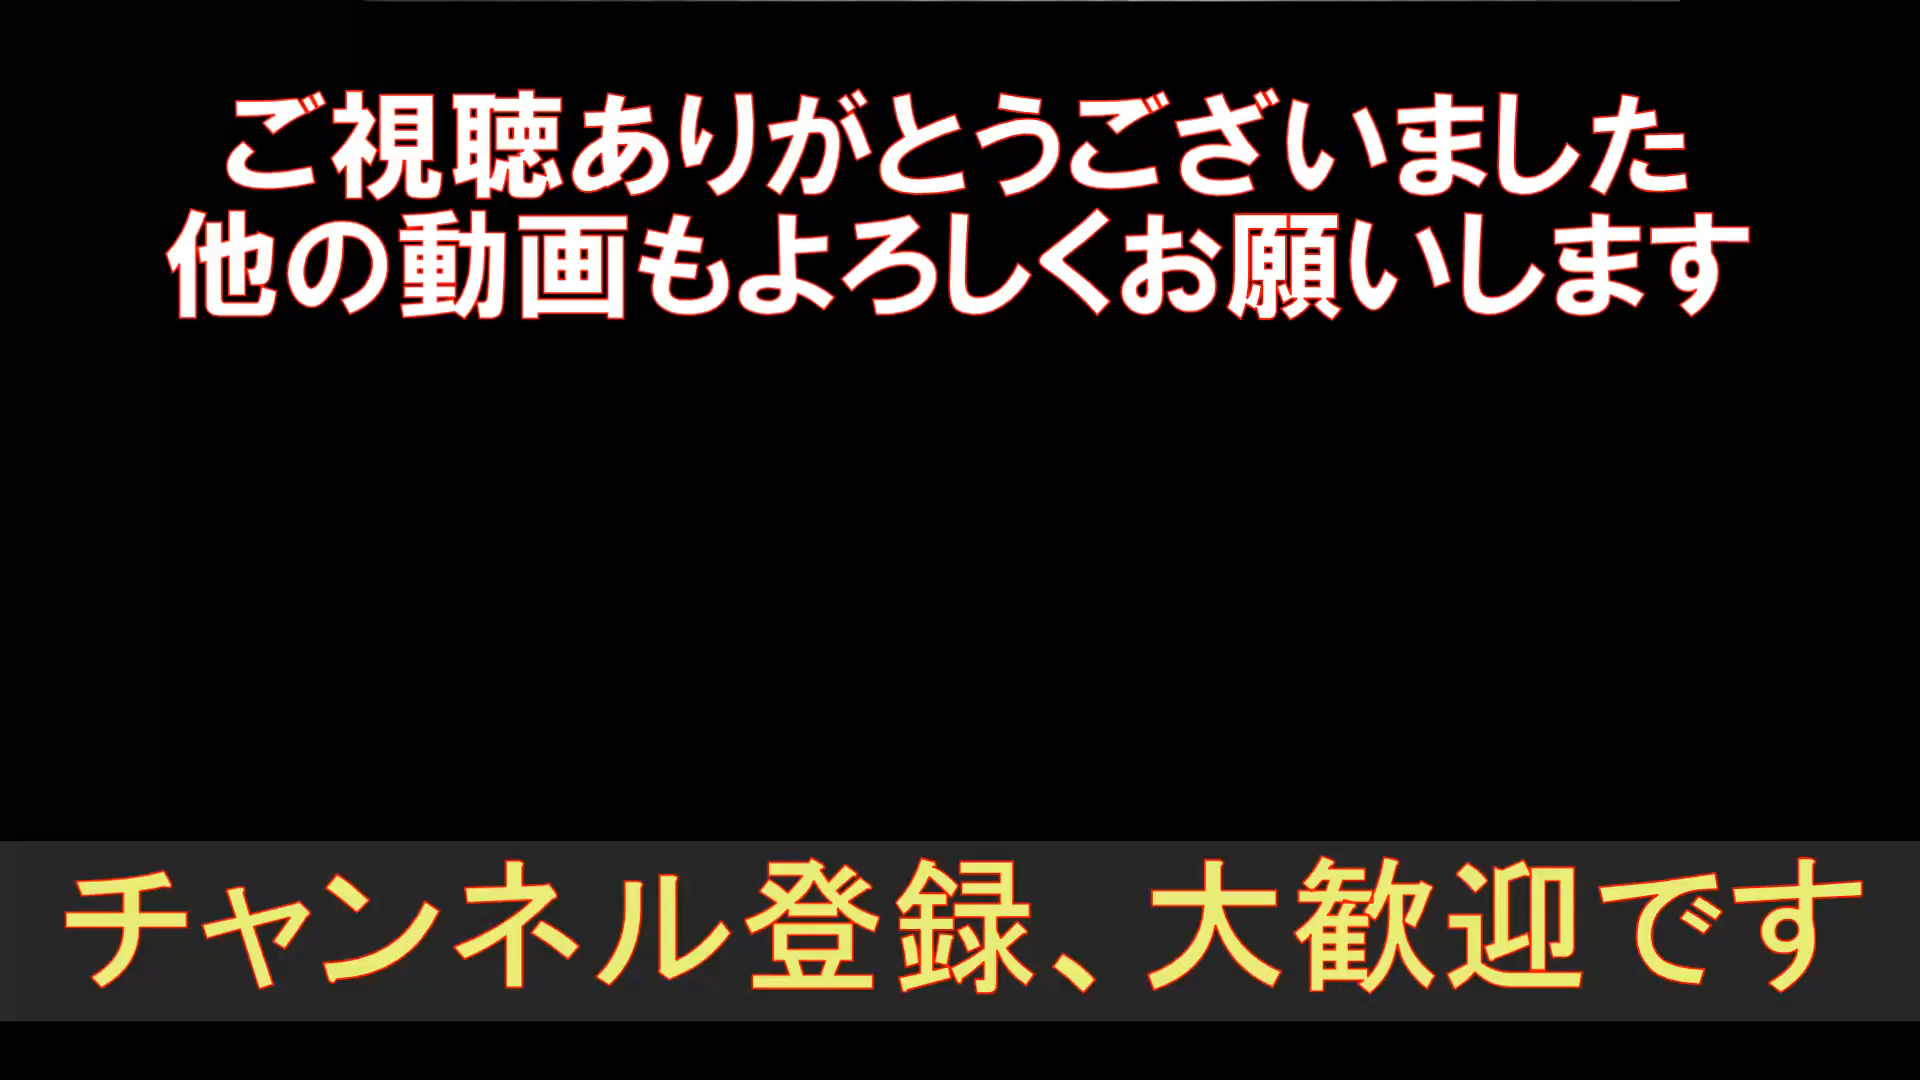 ご視聴ありがとうございました
他の動画もよろしくお願いします
チャンネル登録、大歓迎です